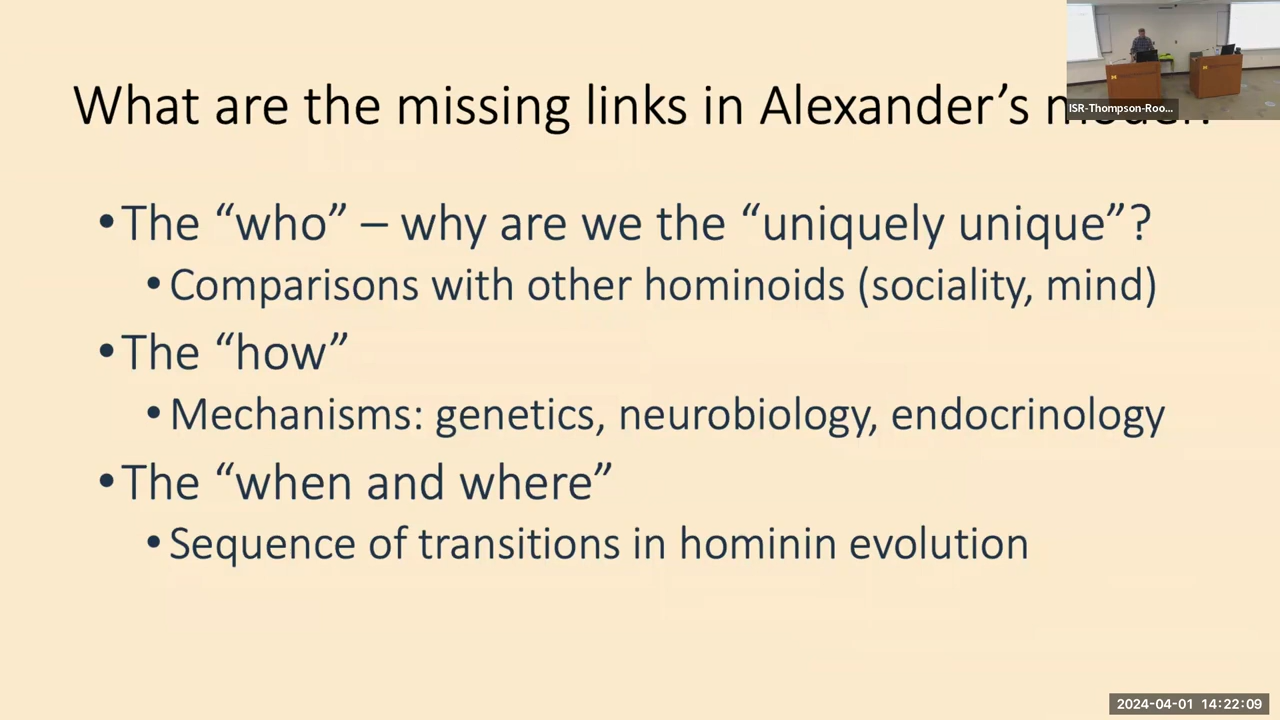 What are the missing links in Alexander’s
ISR-Thompson-Roo...
•The “who” – why are we the “uniquely unique”?
•Comparisons with other hominoids (sociality, mind)
•The “how”
•Mechanisms: genetics, neurobiology, endocrinology
•The “when and where”
•Sequence of transitions in hominin evolution
2024-04-01 14:22:09